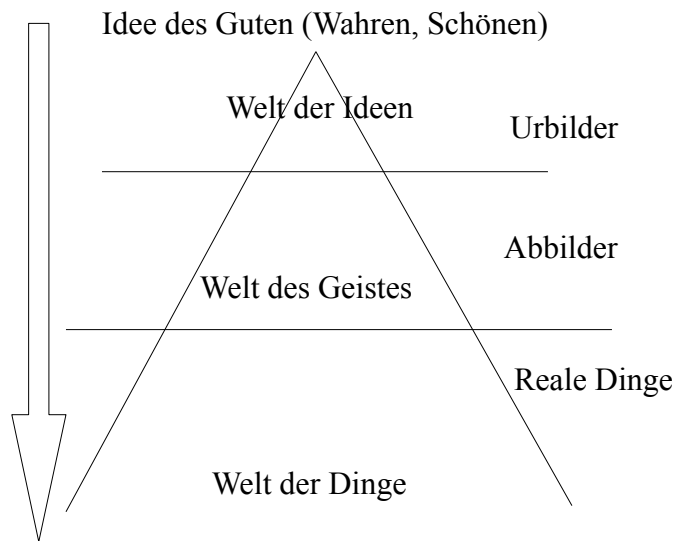 Idee des Guten (Wahren, Schönen)
Welt der Ideen
Urbilder
Abbilder
Welt des Geistes
Reale Dinge
Welt der Dinge